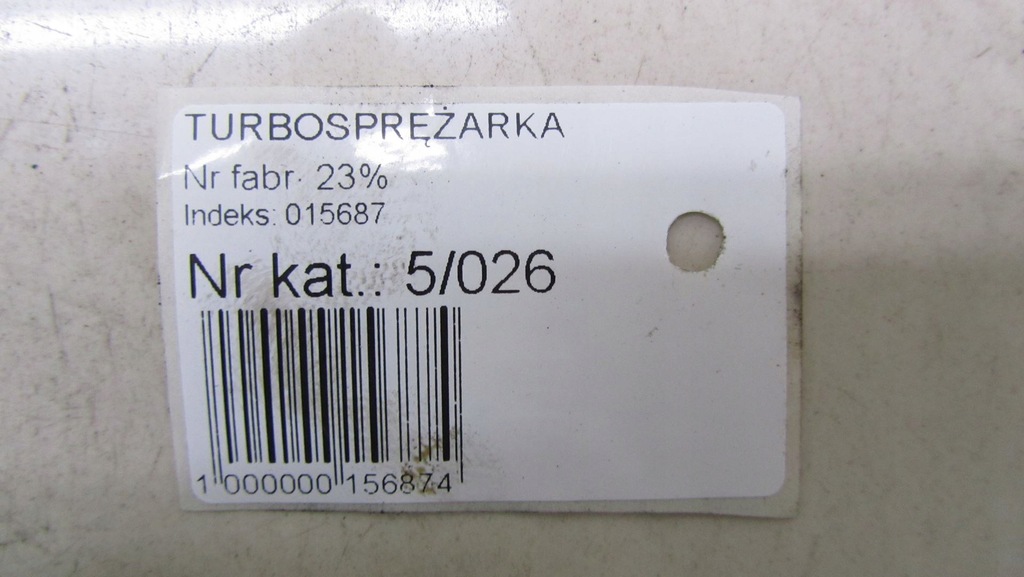 TURBOSPRĘŻARKA
Nr fabr. 23%
Indeks: 015687
Nr kat.: 5/026
1 000000 156874